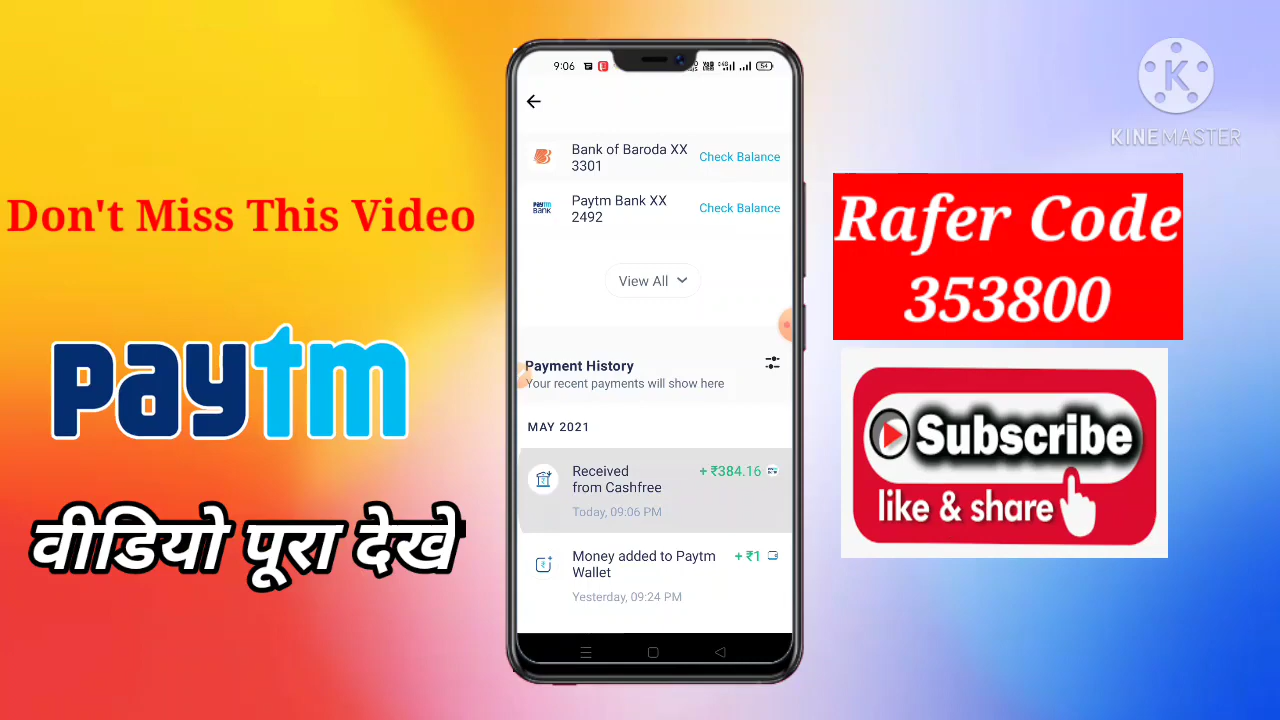 Don't Miss This Video
paytm
वीडियो पूरा देखे
9:06
54
Bank of Baroda XX
3301
Check Balance
paytm
BANK
Paytm Bank XX
2492
Check Balance
View All
Payment History
Your recent payments will show here
MAY 2021
Received
from Cashfree
+ ₹384.16
Today, 09:06 PM
Money added to Paytm
Wallet
+ ₹1
Yesterday, 09:24 PM
K
KINEMASTER
Rafer Code
353800
Subscribe
like & share